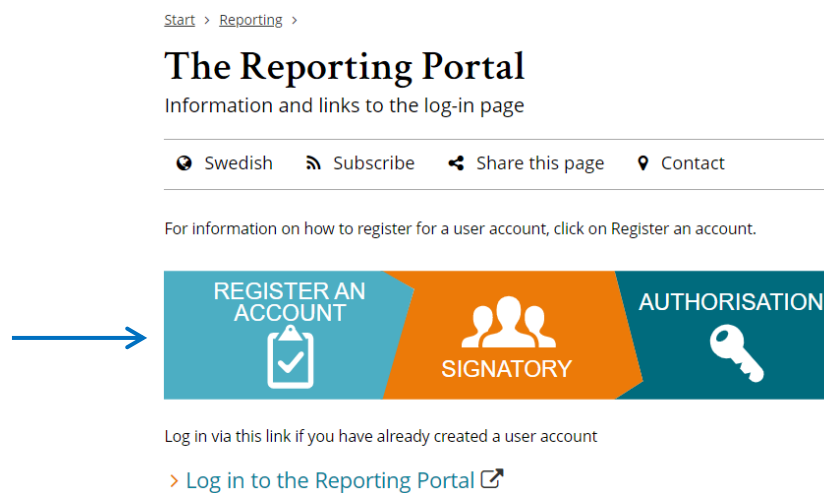 Start > Reporting >
The Reporting Portal
Information and links to the log-in page
Swedish Subscribe Share this page Contact
For information on how to register for a user account, click on Register an account.
REGISTER AN
ACCOUNT
SIGNATORY
AUTHORISATION
Log in via this link if you have already created a user account
> Log in to the Reporting Portal